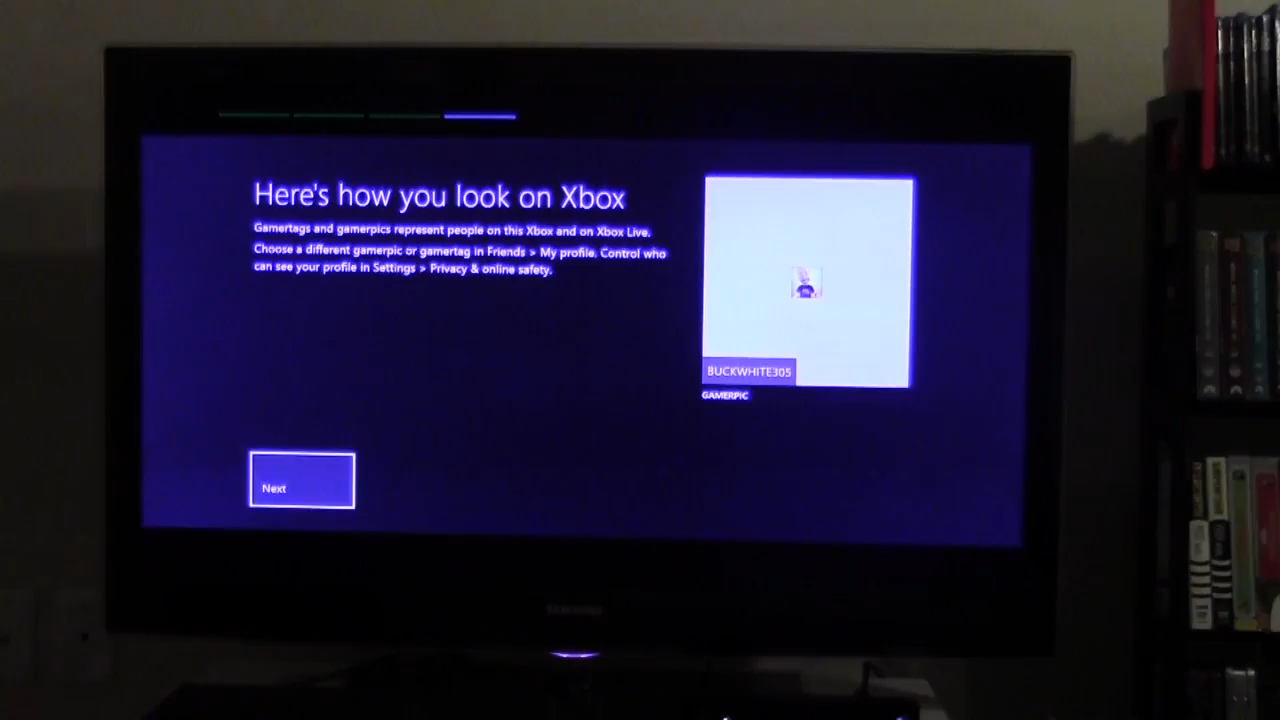 Here's how you look on Xbox
Gamertags and gamerpics represent people on this Xbox and on Xbox Live.
Choose a different gamerpic or gamertag in Friends > My profile. Control who
can see your profile in Settings > Privacy & online safety.
BUCKWHITE305
GAMERPIC
Next
SAMSUNG